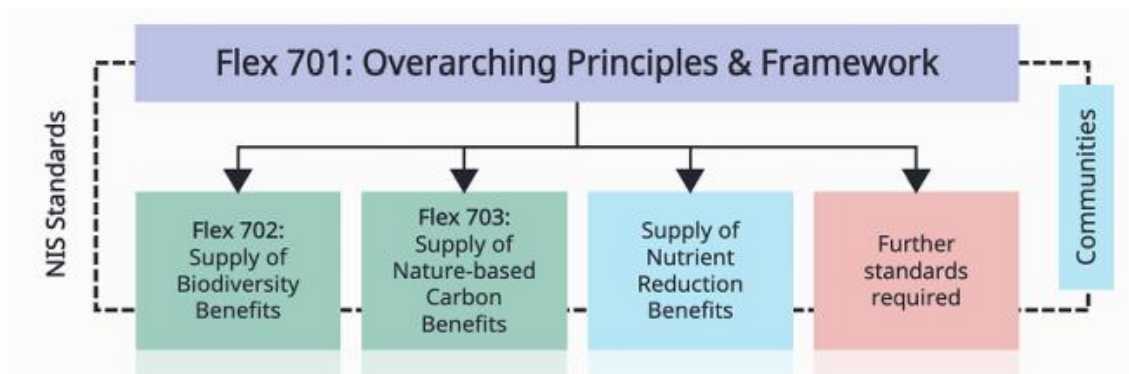 Flex 701: Overarching Principles & Framework
NIS Standards
Flex 702:
Supply of
Biodiversity
Benefits
Flex 703:
Supply of
Nature-based
Carbon
Benefits
Supply of
Nutrient
Reduction
Benefits
Further
standards
required
Communities